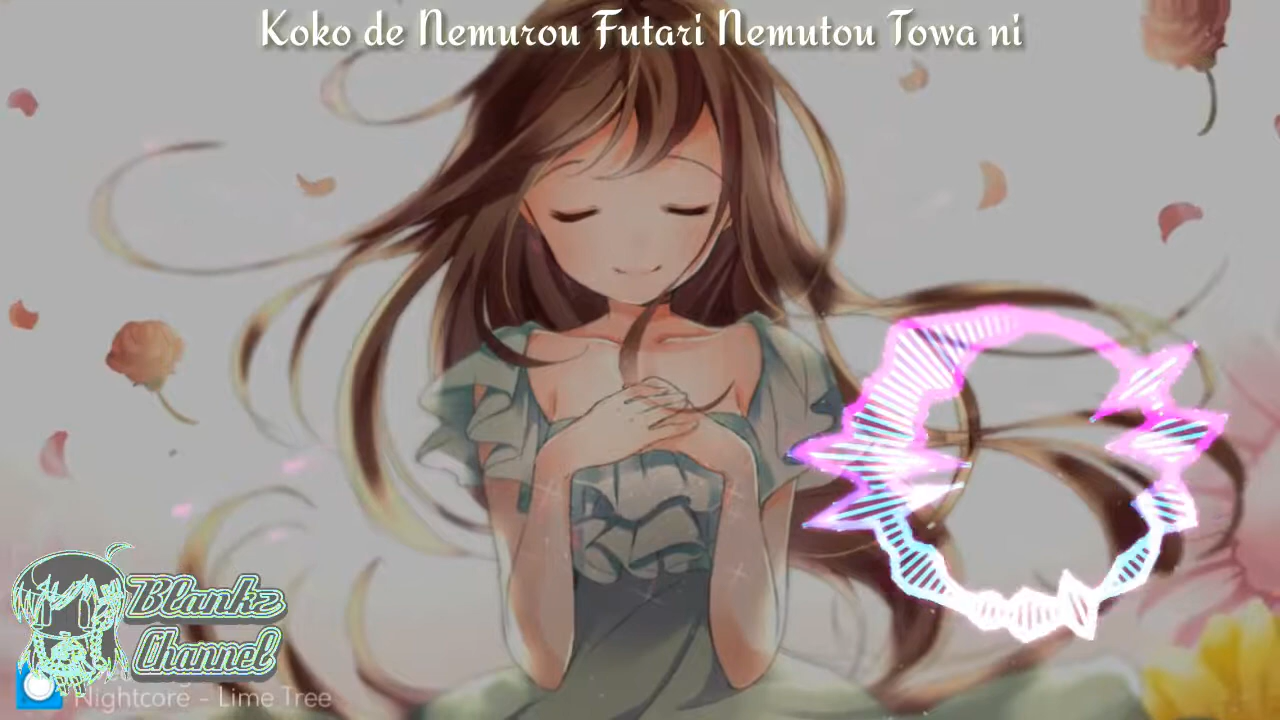 Koko de Nemurou Futari Nemutou Towa ni
Blankz
Channel
Nightcore - Lime Tree